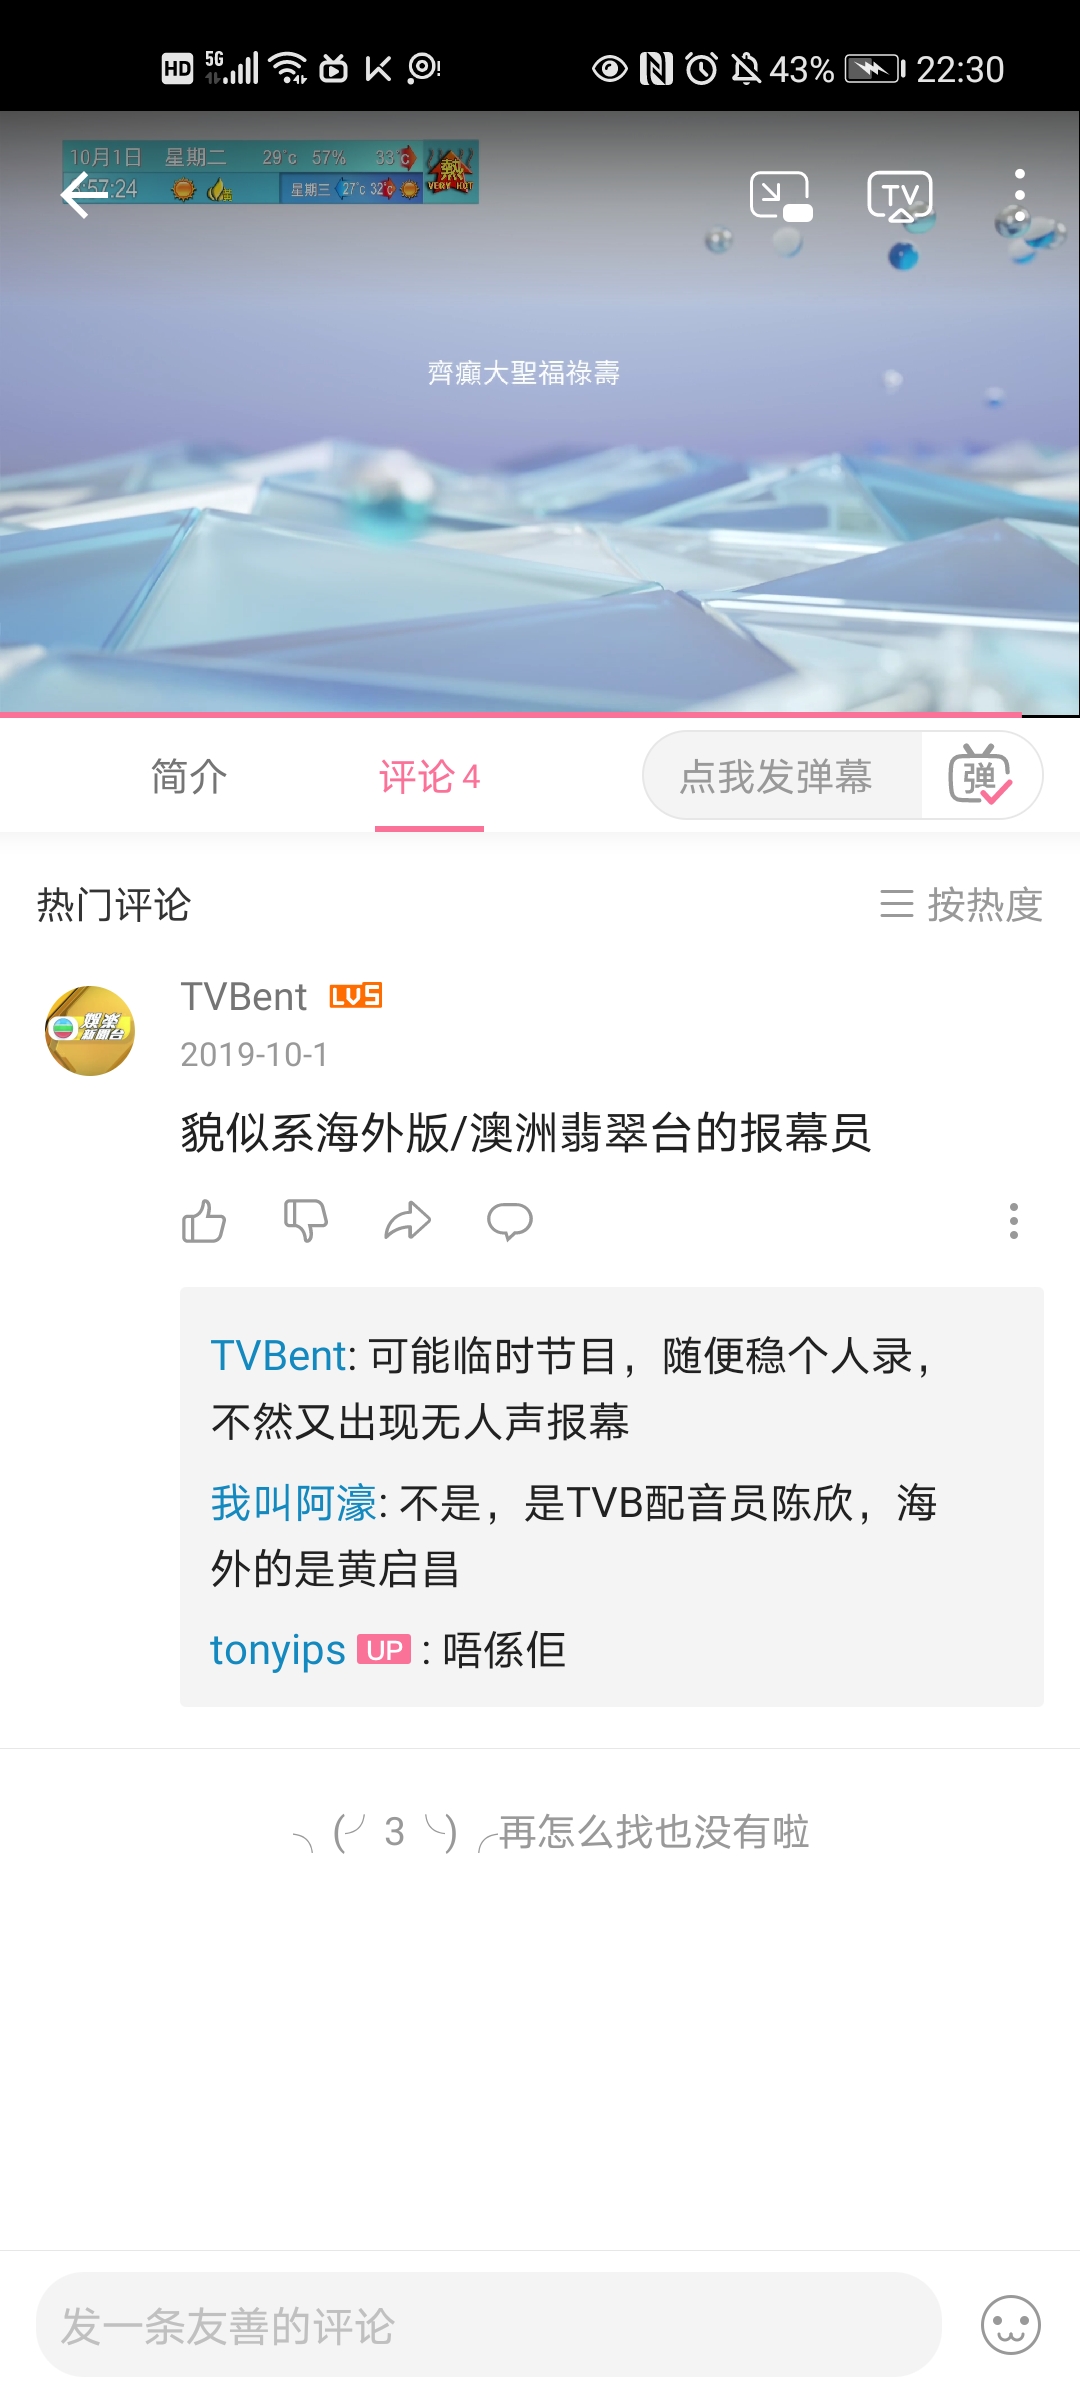 HD 5G 43% 22:30
10月1日 星期二 29°c 57% 33°c 熱
:57:24 星期三 27°c 32°c VERY HOT
TV
齊癲大聖福祿壽
简介 评论 4 点我发弹幕 弹
热门评论 按热度
TVBent LV5
娱楽
2019-10-1
貌似系海外版/澳洲翡翠台的报幕员
TVBent: 可能临时节目，随便稳个人录，
不然又出现无人声报幕
我叫阿濠: 不是，是TVB配音员陈欣，海
外的是黄启昌
tonyips UP : 唔係佢
╮(╯3╰)╭再怎么找也没有啦
发一条友善的评论